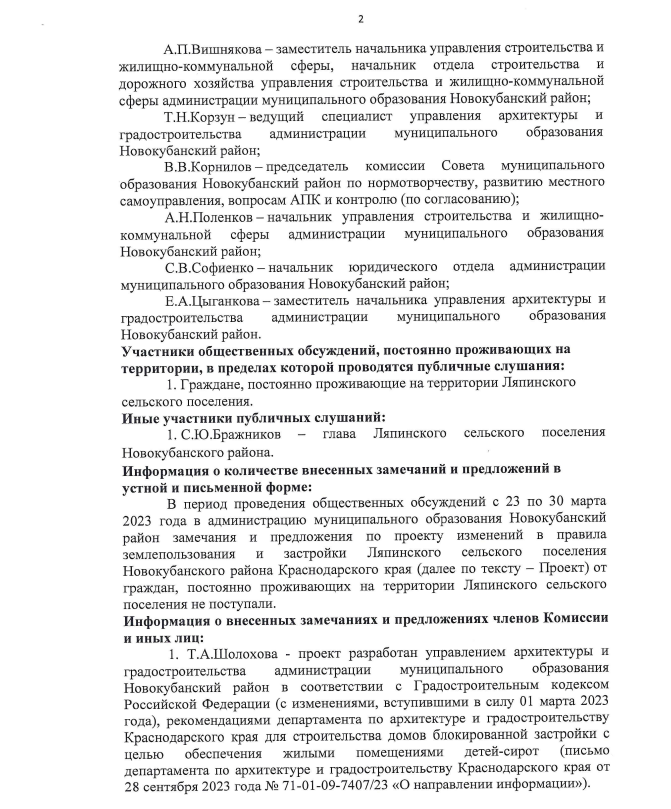 2
А.П.Вишнякова – заместитель начальника управления строительства и
жилищно-коммунальной сферы, начальник отдела строительства и
дорожного хозяйства управления строительства и жилищно-коммунальной
сферы администрации муниципального образования Новокубанский район;
Т.Н.Корзун – ведущий специалист управления архитектуры и
градостроительства администрации муниципального образования
Новокубанский район;
В.В.Корнилов – председатель комиссии Совета муниципального
образования Новокубанский район по нормотворчеству, развитию местного
самоуправления, вопросам АПК и контролю (по согласованию);
А.Н.Поленков – начальник управления строительства и жилищно-
коммунальной сферы администрации муниципального образования
Новокубанский район;
С.В.Софиенко – начальник юридического отдела администрации
муниципального образования Новокубанский район;
Е.А.Цыганкова – заместитель начальника управления архитектуры и
градостроительства администрации муниципального образования
Новокубанский район.
Участники общественных обсуждений, постоянно проживающих на
территории, в пределах которой проводятся публичные слушания:
1. Граждане, постоянно проживающие на территории Ляпинского
сельского поселения.
Иные участники публичных слушаний:
1. С.Ю.Бражников – глава Ляпинского сельского поселения
Новокубанского района.
Информация о количестве внесенных замечаний и предложений в
устной и письменной форме:
В период проведения общественных обсуждений с 23 по 30 марта
2023 года в администрацию муниципального образования Новокубанский
район замечания и предложения по проекту изменений в правила
землепользования и застройки Ляпинского сельского поселения
Новокубанского района Краснодарского края (далее по тексту – Проект) от
граждан, постоянно проживающих на территории Ляпинского сельского
поселения не поступали.
Информация о внесенных замечаниях и предложениях членов Комиссии
и иных лиц:
1. Т.А.Шолохова - проект разработан управлением архитектуры и
градостроительства администрации муниципального образования
Новокубанский район в соответствии с Градостроительным кодексом
Российской Федерации (с изменениями, вступившими в силу 01 марта 2023
года), рекомендациями департамента по архитектуре и градостроительству
Краснодарского края для строительства домов блокированной застройки с
целью обеспечения жилыми помещениями детей-сирот (письмо
департамента по архитектуре и градостроительству Краснодарского края от
28 сентября 2023 года № 71-01-09-7407/23 «О направлении информации»).